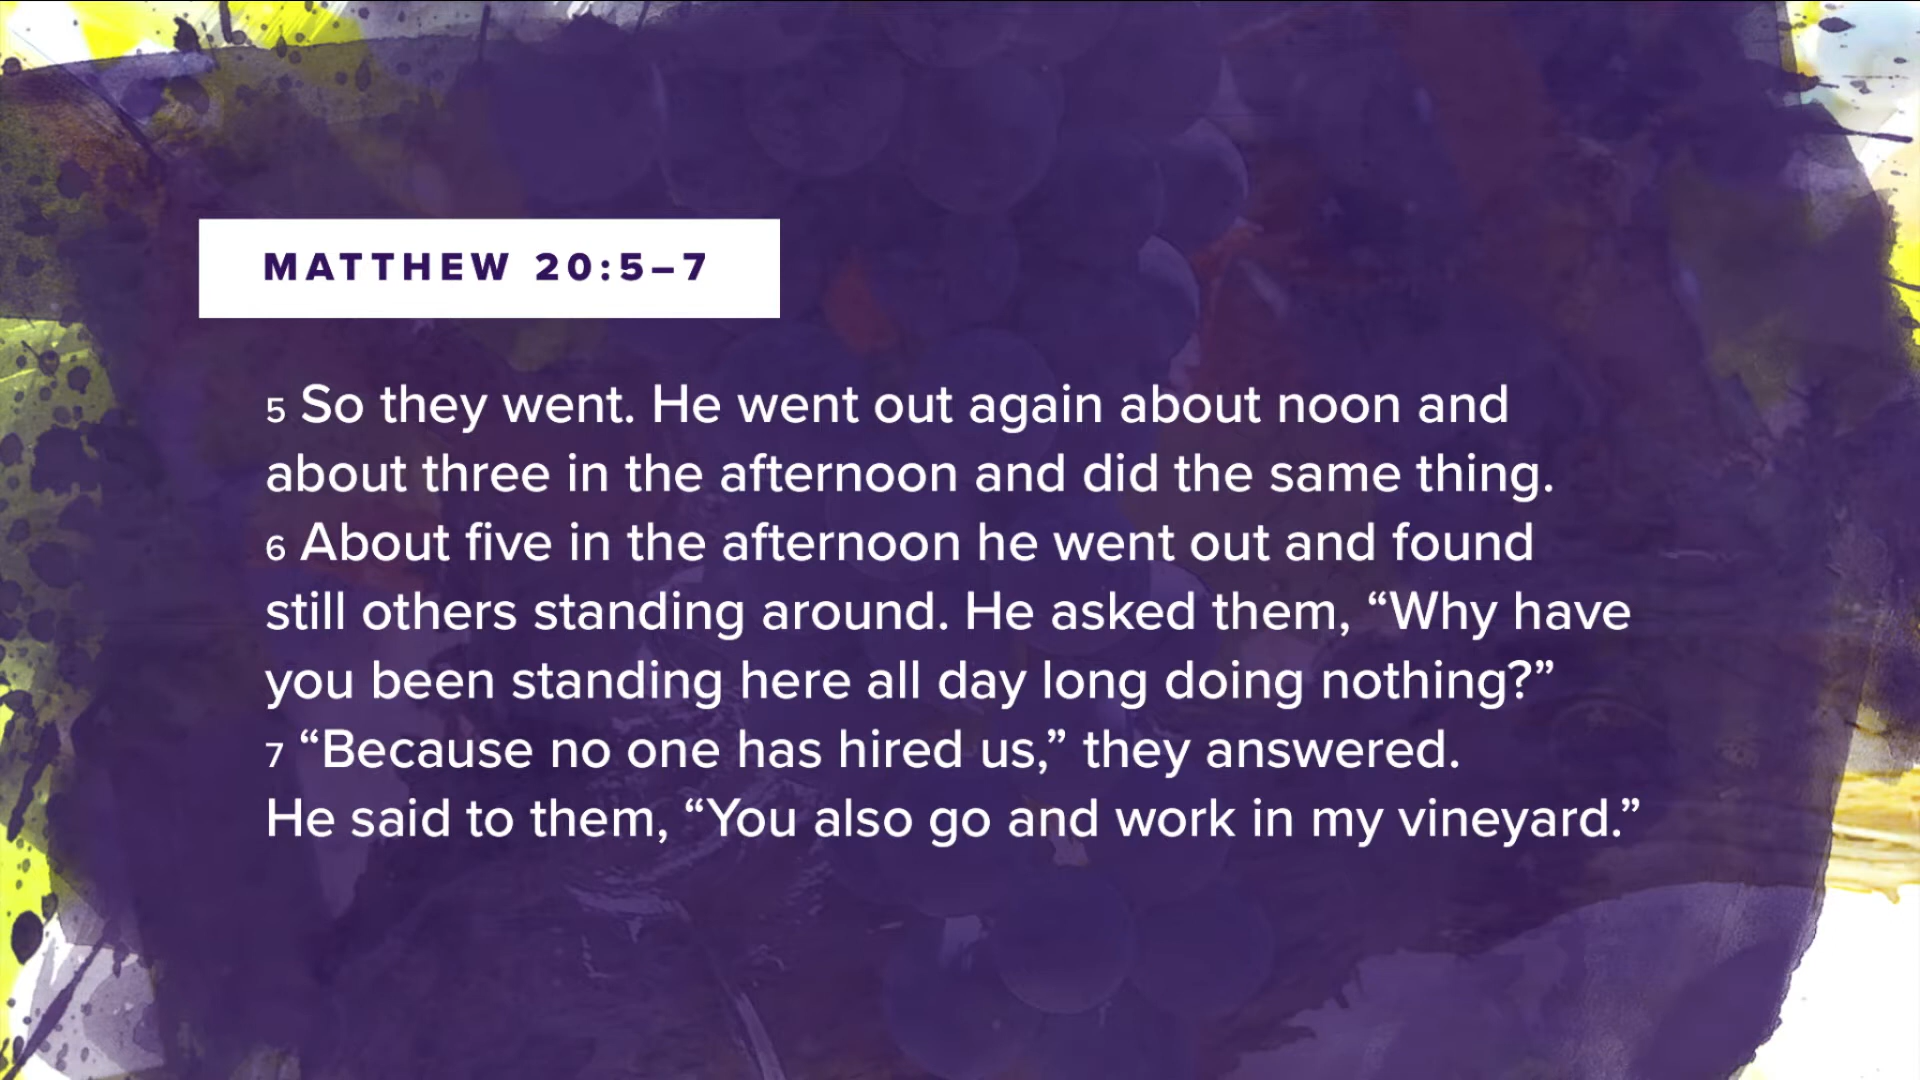 MATTHEW 20:5–7
5 So they went. He went out again about noon and
about three in the afternoon and did the same thing.
6 About five in the afternoon he went out and found
still others standing around. He asked them, “Why have
you been standing here all day long doing nothing?”
7 “Because no one has hired us,” they answered.
He said to them, “You also go and work in my vineyard.”